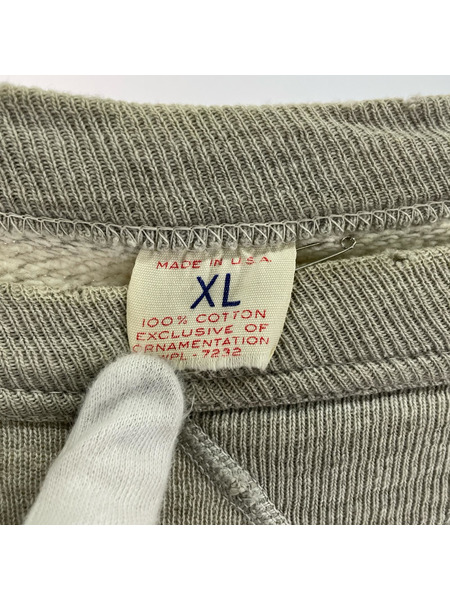 MADE IN U.S.A.
XL
100% COTTON
EXCLUSIVE OF
ORNAMENTATION
WPL-7232